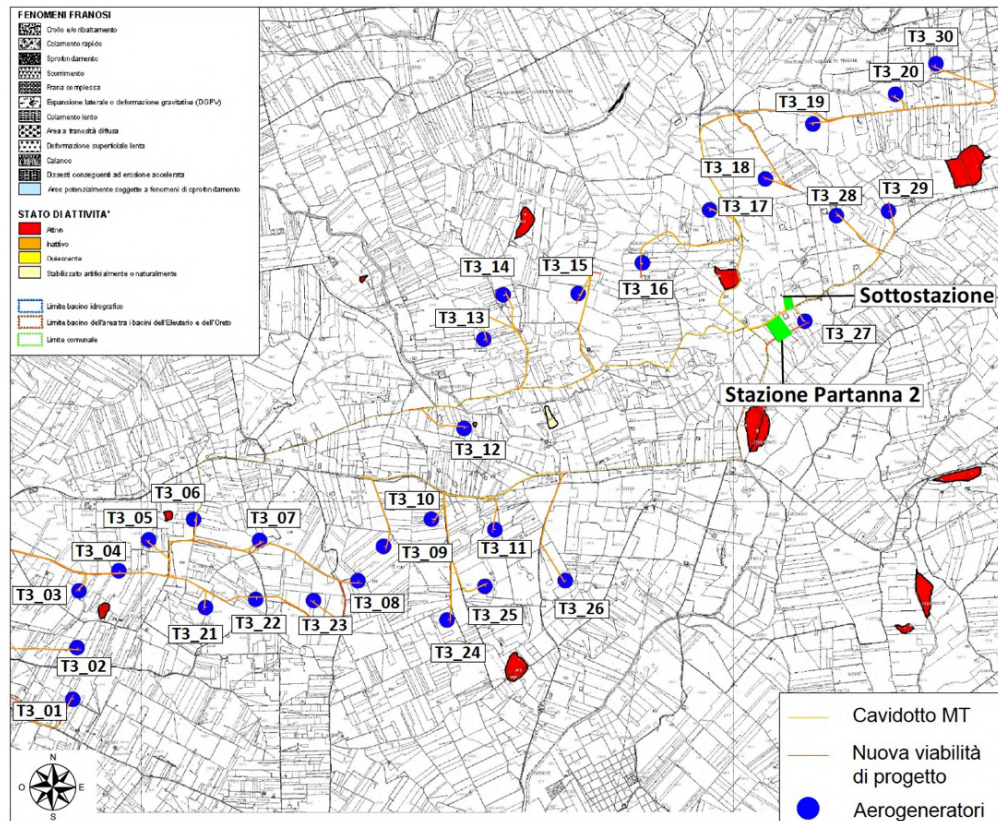 FENOMENI FRANOSI
Crollo e/o ribaltamento
Colamento rapido
Sprofondamento
Scorrimento
Frana complessa
Espansione laterale o deformazione gravitativa (DGPV)
Colamento lento
Area a franosità diffusa
Deformazione superficiale lenta
Calanco
Dissesti conseguenti ad erosione accelerata
Aree potenzialmente soggette a fenomeni di sprofondamento
STATO DI ATTIVITA'
Attivo
Inattivo
Quiescente
Stabilizzato artificialmente o naturalmente
Limite bacino idrografico
Limite bacino dell'area tra i bacini dell'Eleuterio e dell'Oreto
Limite comunale
T3_30
T3_20
T3_19
T3_18
T3_17
T3_28
T3_29
T3_14
T3_15
T3_16
T3_13
Sottostazione
T3_27
Stazione Partanna 2
T3_12
T3_06
T3_10
T3_05
T3_07
T3_04
T3_09
T3_11
T3_03
T3_08
T3_25
T3_26
T3_21
T3_22
T3_23
T3_24
T3_02
T3_01
N
O
E
S
Cavidotto MT
Nuova viabilità
di progetto
Aerogeneratori